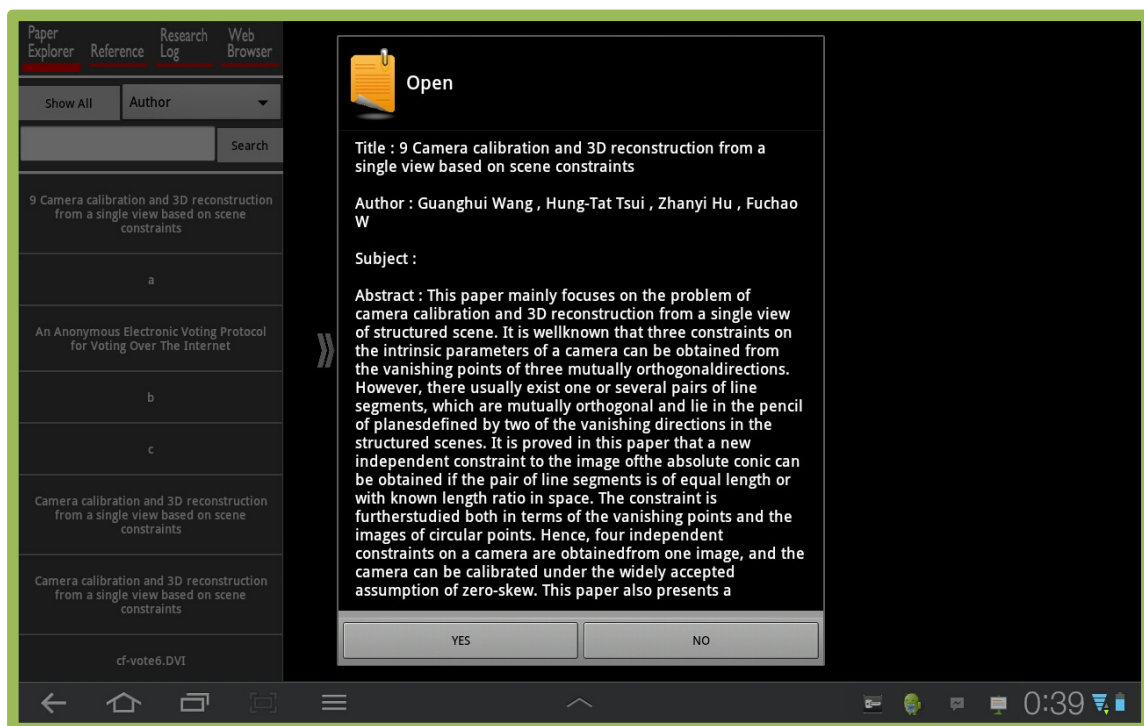 Paper Explorer
Reference
Research Log
Web Browser
Show All
Author
Search
9 Camera calibration and 3D reconstruction
from a single view based on scene
constraints
a
An Anonymous Electronic Voting Protocol
for Voting Over The Internet
b
c
Camera calibration and 3D reconstruction
from a single view based on scene
constraints
Camera calibration and 3D reconstruction
from a single view based on scene
constraints
cf-vote6.DVI
Open
Title : 9 Camera calibration and 3D reconstruction from a
single view based on scene constraints
Author : Guanghui Wang , Hung-Tat Tsui , Zhanyi Hu , Fuchao
W
Subject :
Abstract : This paper mainly focuses on the problem of
camera calibration and 3D reconstruction from a single view
of structured scene. It is wellknown that three constraints on
the intrinsic parameters of a camera can be obtained from
the vanishing points of three mutually orthogonaldirections.
However, there usually exist one or several pairs of line
segments, which are mutually orthogonal and lie in the pencil
of planesdefined by two of the vanishing directions in the
structured scenes. It is proved in this paper that a new
independent constraint to the image ofthe absolute conic can
be obtained if the pair of line segments is of equal length or
with known length ratio in space. The constraint is
furtherstudied both in terms of the vanishing points and the
images of circular points. Hence, four independent
constraints on a camera are obtainedfrom one image, and the
camera can be calibrated under the widely accepted
assumption of zero-skew. This paper also presents a
YES
NO
0:39